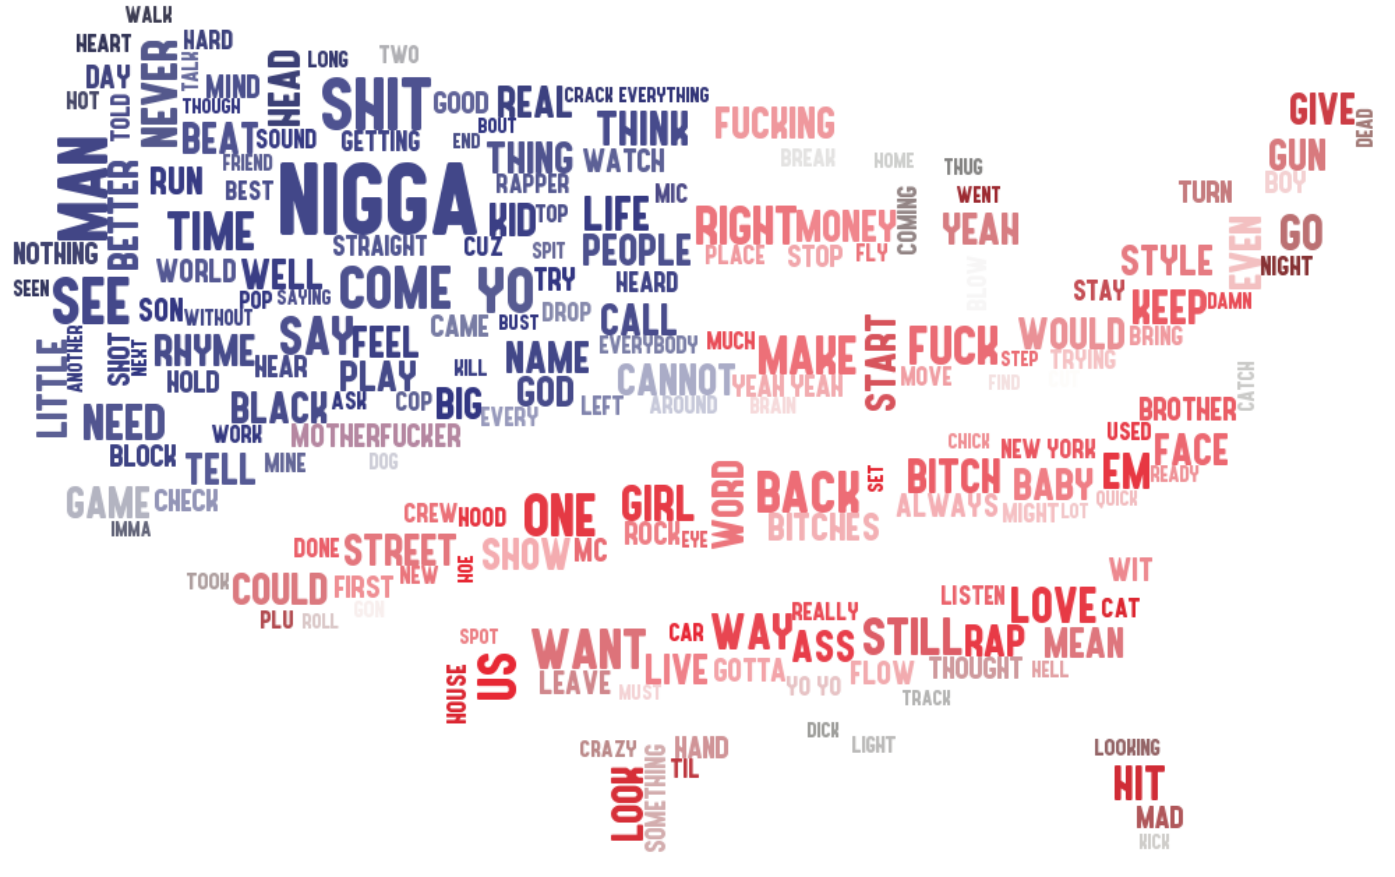 WALK
HEART
NEVER
HARD
TALK
HEAD
LONG
TWO
DAY
MIND
HOT
TOLD
THOUGH
SHIT
GOOD
REAL
CRACK
EVERYTHING
GIVE
DEAD
BEAT
SOUND
GETTING
BOUT
END
THINK
FUCKING
MAN
BETTER
FRIEND
RUN
BEST
NIGGA
THING
WATCH
RAPPER
MIC
BREAK
HOME
THUG
WENT
GUN
BOY
TURN
TIME
STRAIGHT
KID
TOP
CUZ
SPIT
LIFE
PEOPLE
RIGHT
MONEY
COMING
YEAH
PLACE
STOP
FLY
EVEN
GO
NIGHT
NOTHING
WORLD
WELL
COME
YO
TRY
HEARD
BLOW
STYLE
STAY
KEEP
DAMN
SEEN
SEE
SON
WITHOUT
POP
SAYING
CAME
BUST
DROP
CALL
EVERYBODY
MUCH
MAKE
START
FUCK
STEP
WOULD
BRING
TRYING
LITTLE
ANOTHER
SHOT
NEXT
RHYME
HEAR
SAY
FEEL
KILL
NAME
CANNOT
YEAH YEAH
MOVE
FIND
CATCH
HOLD
PLAY
GOD
BRAIN
NEED
BLACK
ASK
COP
BIG
EVERY
LEFT
AROUND
BROTHER
WORK
MOTHERFUCKER
BLOCK
TELL
MINE
DOG
CHICK
NEW YORK
USED
FACE
GAME
CHECK
IMMA
WORD
BACK
SET
BITCH
BABY
EM
READY
CREW
HOOD
ONE
GIRL
ROCK
EYE
BITCHES
ALWAYS
MIGHT
LOT
QUICK
DONE
STREET
HOE
SHOW
MC
TOOK
COULD
FIRST
NEW
WIT
PLU
ROLL
GON
LISTEN
LOVE
CAT
SPOT
WANT
CAR
WAY
REALLY
ASS
STILL
RAP
MEAN
HOUSE
US
LEAVE
MUST
LIVE
GOTTA
YO YO
FLOW
THOUGHT
HELL
TRACK
DICK
LIGHT
CRAZY
LOOK
SOMETHING
HAND
TIL
LOOKING
HIT
MAD
KICK